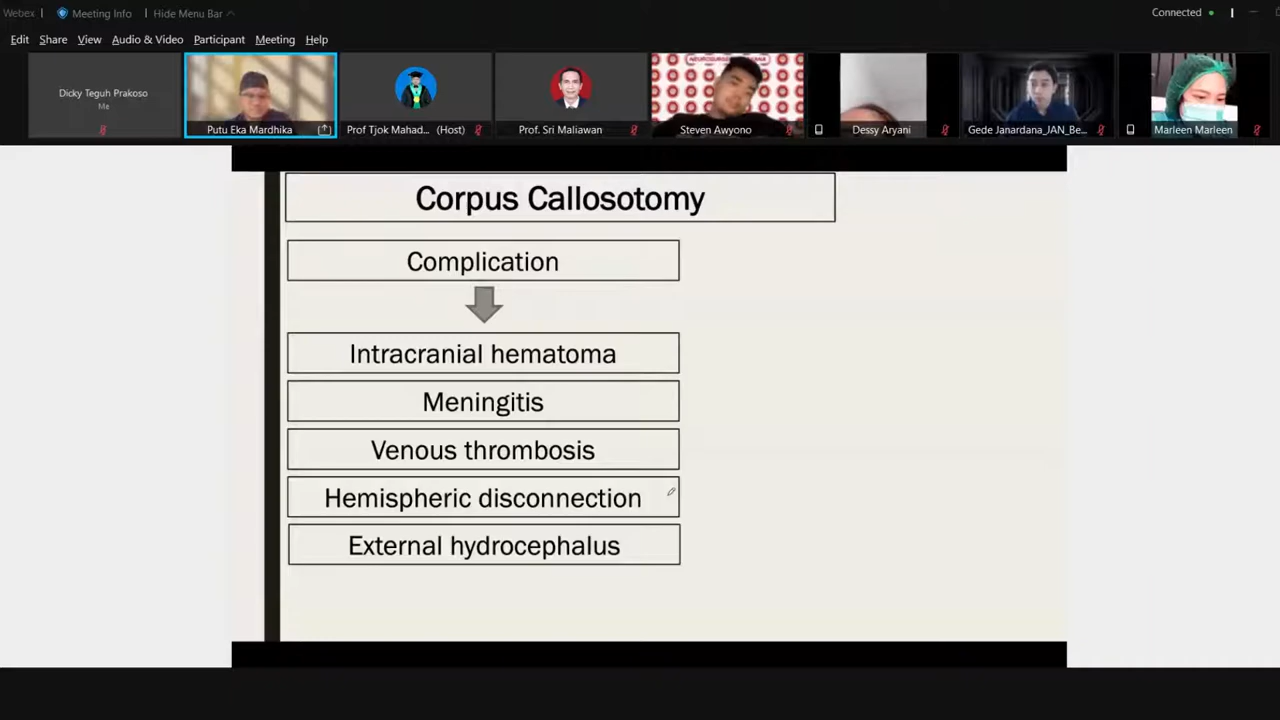 Webex
Meeting Info
Hide Menu Bar
Connected
Edit
Share
View
Audio & Video
Participant
Meeting
Help
Dicky Teguh Prakoso
Me
Putu Eka Mardhika
Prof Tjok Mahad... (Host)
Prof. Sri Maliawan
Steven Awyono
Dessy Aryani
Gede Janardana_JAN_Be...
Marleen Marleen
Corpus Callosotomy
Complication
Intracranial hematoma
Meningitis
Venous thrombosis
Hemispheric disconnection
External hydrocephalus